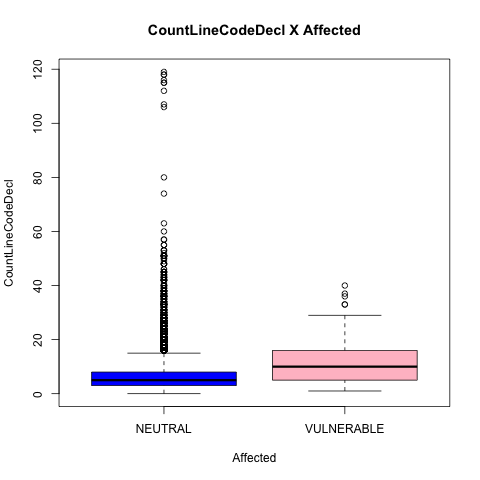 CountLineCodeDecl X Affected
CountLineCodeDecl
120
100
80
60
40
20
0
NEUTRAL
VULNERABLE
Affected